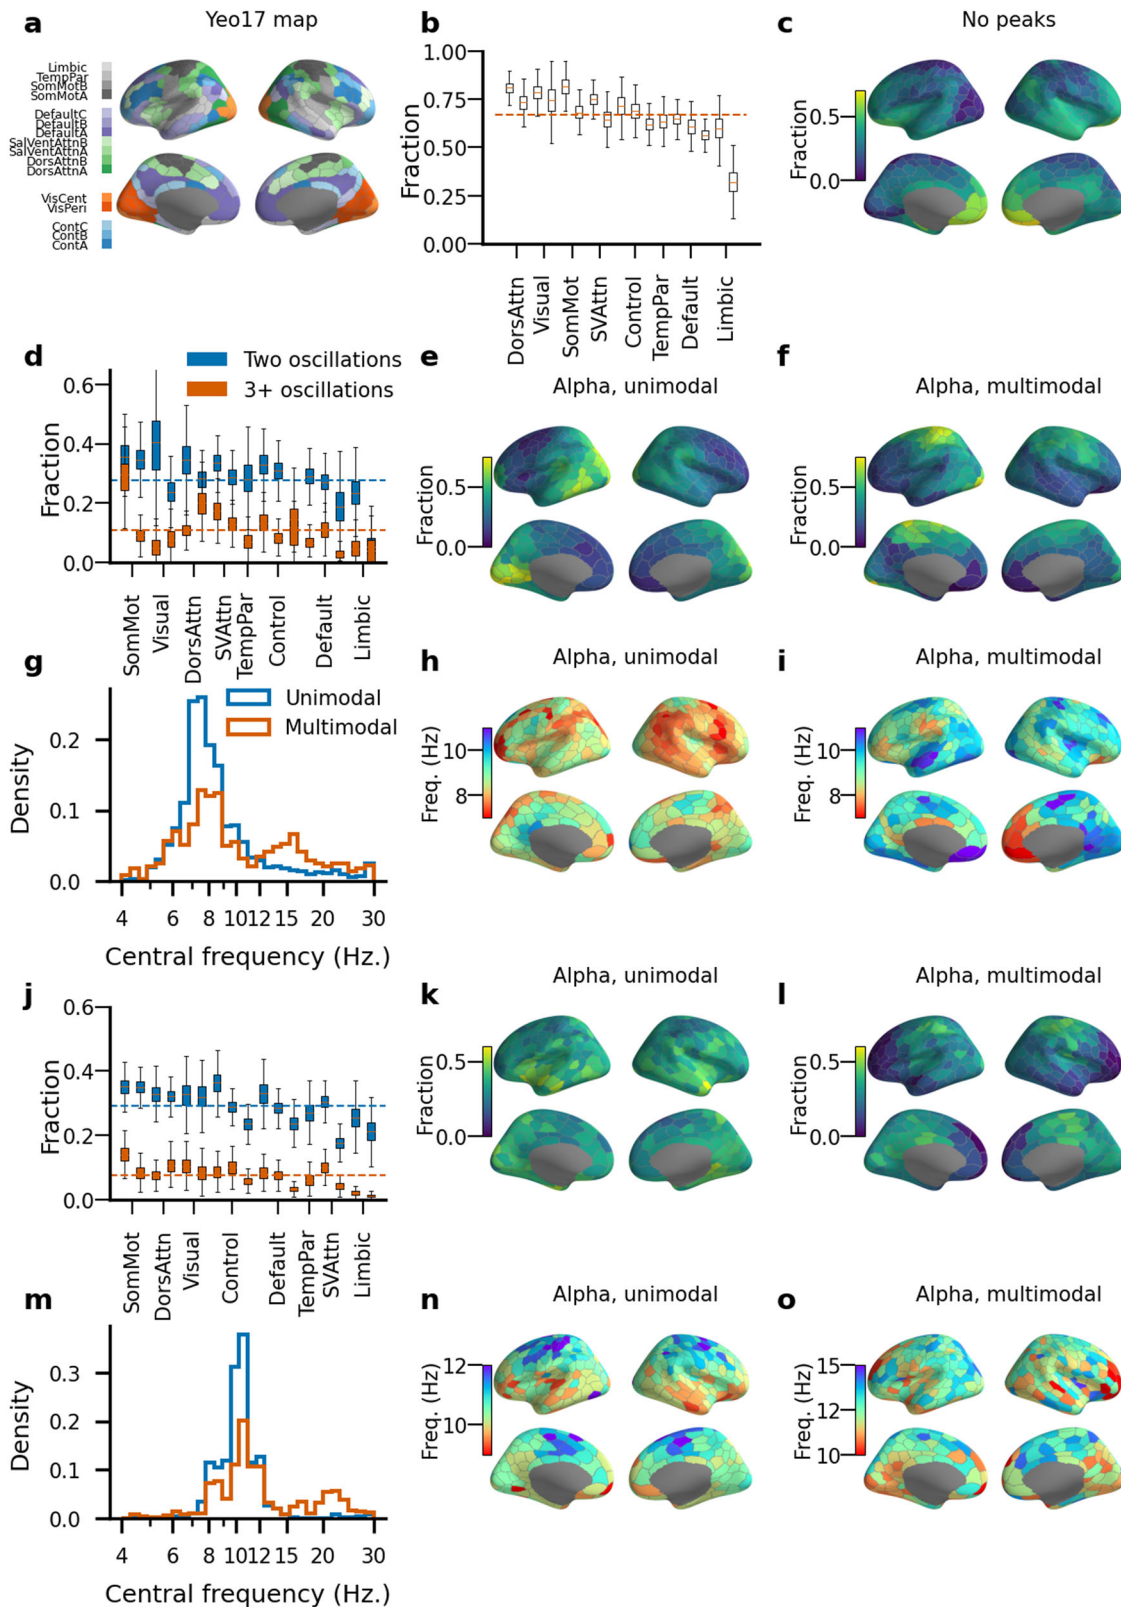 a
Yeo17 map
Limbic
TempPar
SomMotB
SomMotA
DefaultC
DefaultB
DefaultA
SalVentAttnB
SalVentAttnA
DorsAttnB
DorsAttnA
VisCent
VisPeri
ContC
ContB
ContA
b
1.00
0.75
0.50
0.25
0.00
Fraction
DorsAttn
Visual
SomMot
SVAttn
Control
TempPar
Default
Limbic
c
No peaks
Fraction
0.5
0.0
d
Two oscillations
3+ oscillations
0.6
0.4
0.2
0.0
Fraction
SomMot
Visual
DorsAttn
SVAttn
TempPar
Control
Default
Limbic
e
Alpha, unimodal
Fraction
0.5
0.0
f
Alpha, multimodal
Fraction
0.5
0.0
g
Unimodal
Multimodal
0.2
0.1
0.0
Density
4 6 8 10 12 15 20 30
Central frequency (Hz.)
h
Alpha, unimodal
Freq. (Hz)
10
8
i
Alpha, multimodal
Freq. (Hz)
10
8
j
0.6
0.4
0.2
0.0
Fraction
SomMot
DorsAttn
Visual
Control
Default
TempPar
SVAttn
Limbic
k
Alpha, unimodal
Fraction
0.5
0.0
l
Alpha, multimodal
Fraction
0.5
0.0
m
0.3
0.2
0.1
0.0
Density
4 6 8 10 12 15 20 30
Central frequency (Hz.)
n
Alpha, unimodal
Freq. (Hz)
12
10
o
Alpha, multimodal
Freq. (Hz)
15
12
10